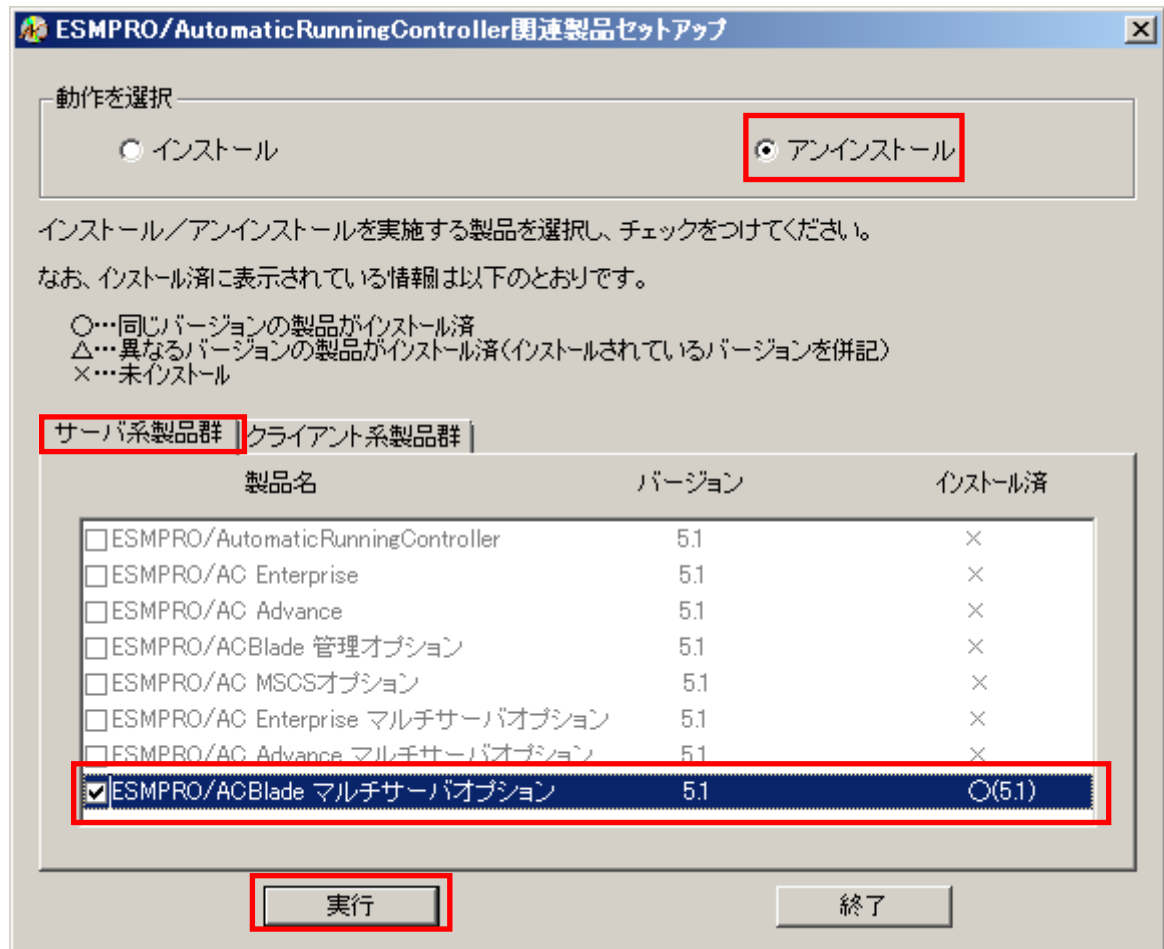 ESMPRO/AutomaticRunningController関連製品セットアップ
動作を選択
インストール アンインストール
インストール／アンインストールを実施する製品を選択し、チェックをつけてください。
なお、インストール済に表示されている情報は以下のとおりです。
○…同じバージョンの製品がインストール済
△…異なるバージョンの製品がインストール済(インストールされているバージョンを併記)
×…未インストール
サーバ系製品群 クライアント系製品群
製品名 バージョン インストール済
ESMPRO/AutomaticRunningController 5.1 ×
ESMPRO/AC Enterprise 5.1 ×
ESMPRO/AC Advance 5.1 ×
ESMPRO/ACBlade 管理オプション 5.1 ×
ESMPRO/AC MSCSオプション 5.1 ×
ESMPRO/AC Enterprise マルチサーバオプション 5.1 ×
ESMPRO/AC Advance マルチサーバオプション 5.1 ×
ESMPRO/ACBlade マルチサーバオプション 5.1 ○(5.1)
実行 終了